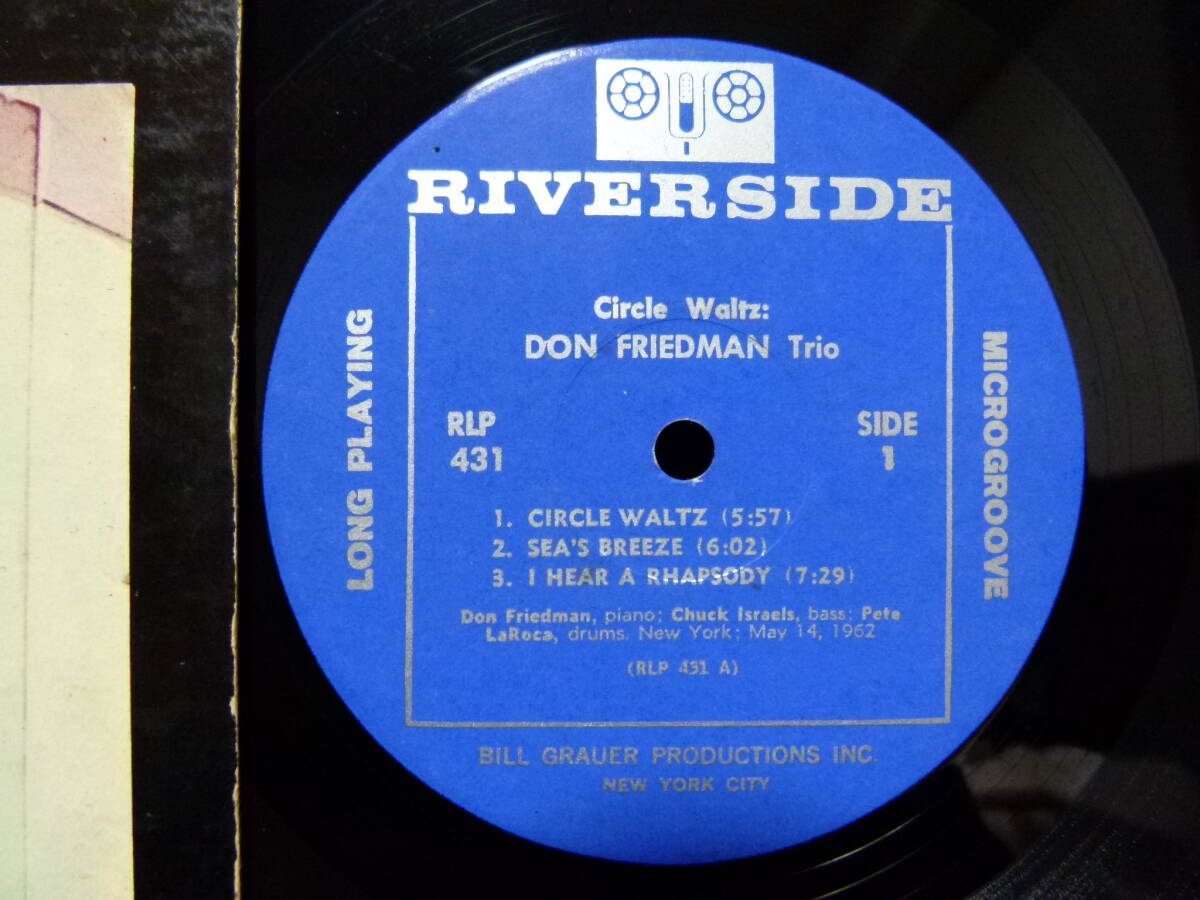 RIVERSIDE
Circle Waltz:
DON FRIEDMAN Trio
RLP
431
SIDE
1
LONG PLAYING
MICROGROOVE
1. CIRCLE WALTZ (5:57)
2. SEA'S BREEZE (6:02)
3. I HEAR A RHAPSODY (7:29)
Don Friedman, piano; Chuck Israels, bass; Pete
LaRoca, drums. New York; May 14, 1962
(RLP 431 A)
BILL GRAUER PRODUCTIONS INC.
NEW YORK CITY